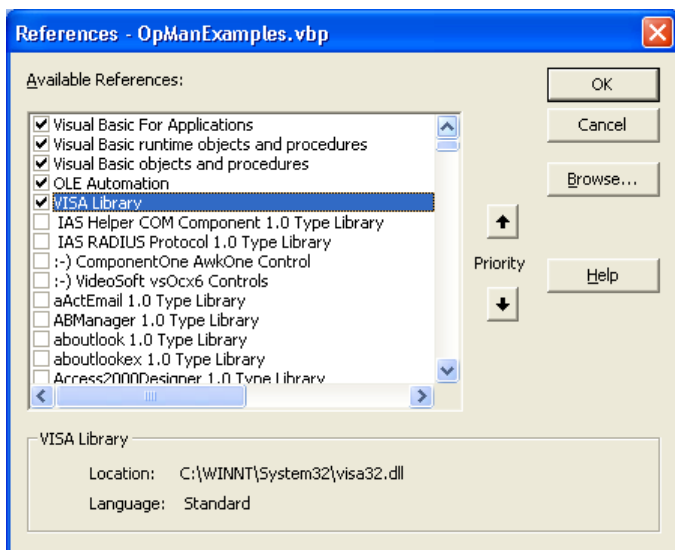 References - OpManExamples.vbp
Available References:
OK
Visual Basic For Applications
Visual Basic runtime objects and procedures
Visual Basic objects and procedures
OLE Automation
VISA Library
IAS Helper COM Component 1.0 Type Library
IAS RADIUS Protocol 1.0 Type Library
:-) ComponentOne AwkOne Control
:-) VideoSoft vsOcx6 Controls
aActEmail 1.0 Type Library
ABManager 1.0 Type Library
aboutlook 1.0 Type Library
aboutlookex 1.0 Type Library
Access2000Designer 1.0 Type Library
Cancel
Browse...
Priority
Help
VISA Library
Location: C:\WINNT\System32\visa32.dll
Language: Standard